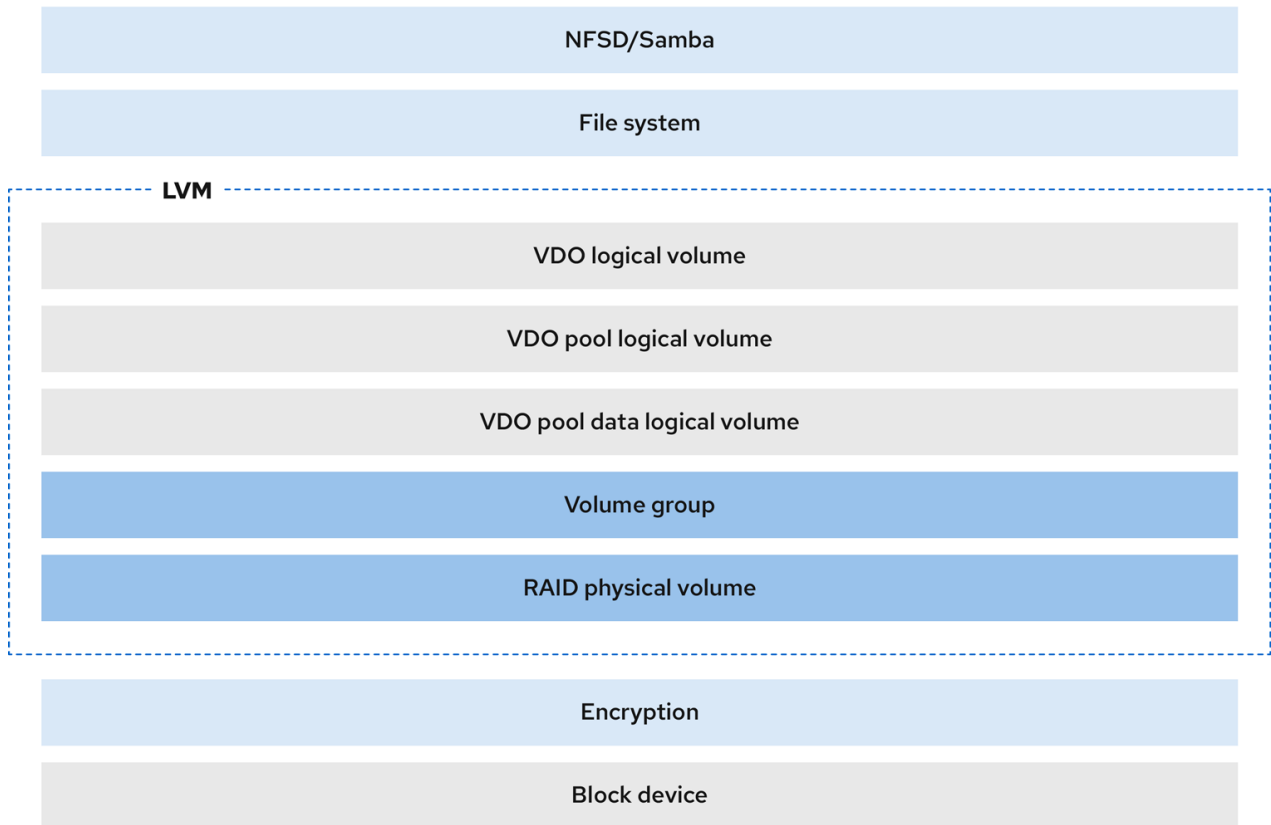 NFSD/Samba
File system
LVM
VDO logical volume
VDO pool logical volume
VDO pool data logical volume
Volume group
RAID physical volume
Encryption
Block device